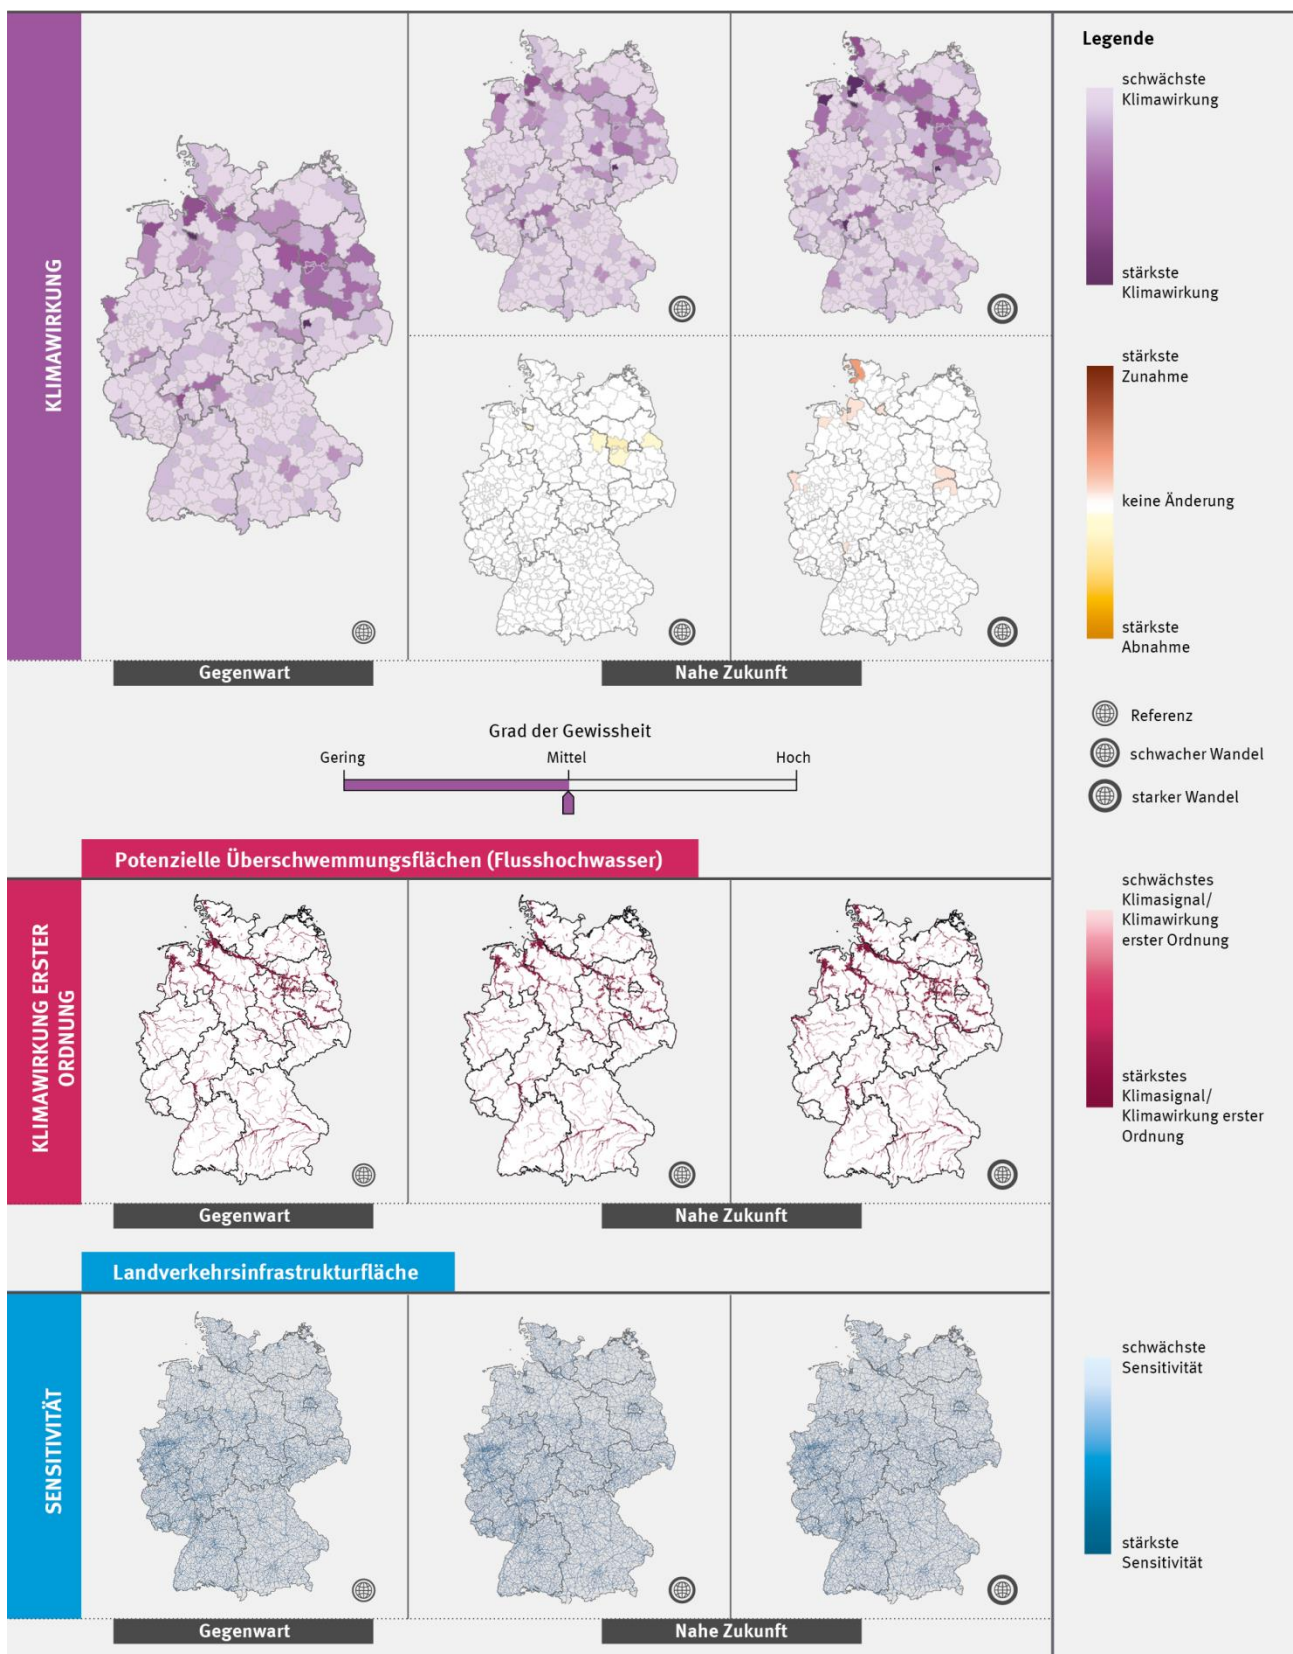 KLIMAWIRKUNG
Gegenwart
Nahe Zukunft
Grad der Gewissheit
Gering
Mittel
Hoch
Potenzielle Überschwemmungsflächen (Flusshochwasser)
KLIMAWIRKUNG ERSTER
ORDNUNG
Gegenwart
Nahe Zukunft
Landverkehrsinfrastrukturfläche
SENSITIVITÄT
Gegenwart
Nahe Zukunft
Legende
schwächste
Klimawirkung
stärkste
Klimawirkung
stärkste
Zunahme
keine Änderung
stärkste
Abnahme
Referenz
schwacher Wandel
starker Wandel
schwächstes
Klimasignal/
Klimawirkung
erster Ordnung
stärkstes
Klimasignal/
Klimawirkung erster
Ordnung
schwächste
Sensitivität
stärkste
Sensitivität